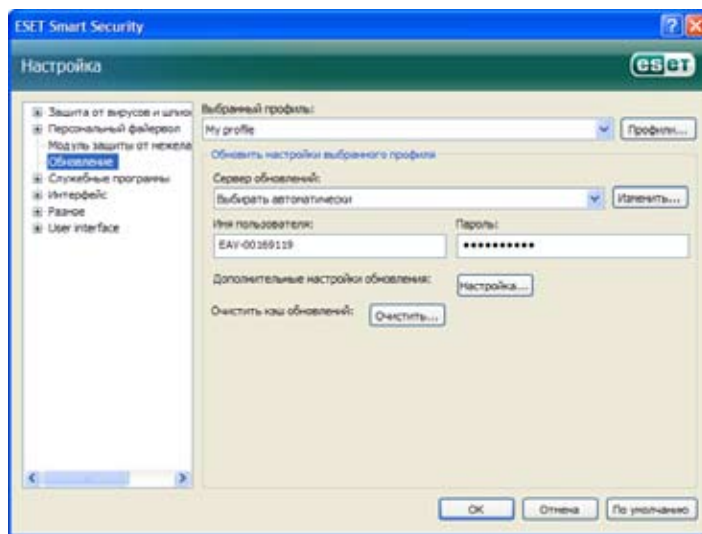 ESET Smart Security
Настройка
eset
Защита от вирусов и шпио
Персональный файервол
Модуль защиты от нежела
Обновление
Служебные программы
Интерфейс
Разное
User interface
Выбранный профиль:
My profile
Профили...
Обновить настройки выбранного профиля
Сервер обновлений:
Выбирать автоматически
Изменить...
Имя пользователя:
Пароль:
EAV-00169119
••••••••••
Дополнительные настройки обновления:
Настройка...
Очистить кэш обновлений:
Очистить...
OK
Отмена
По умолчанию